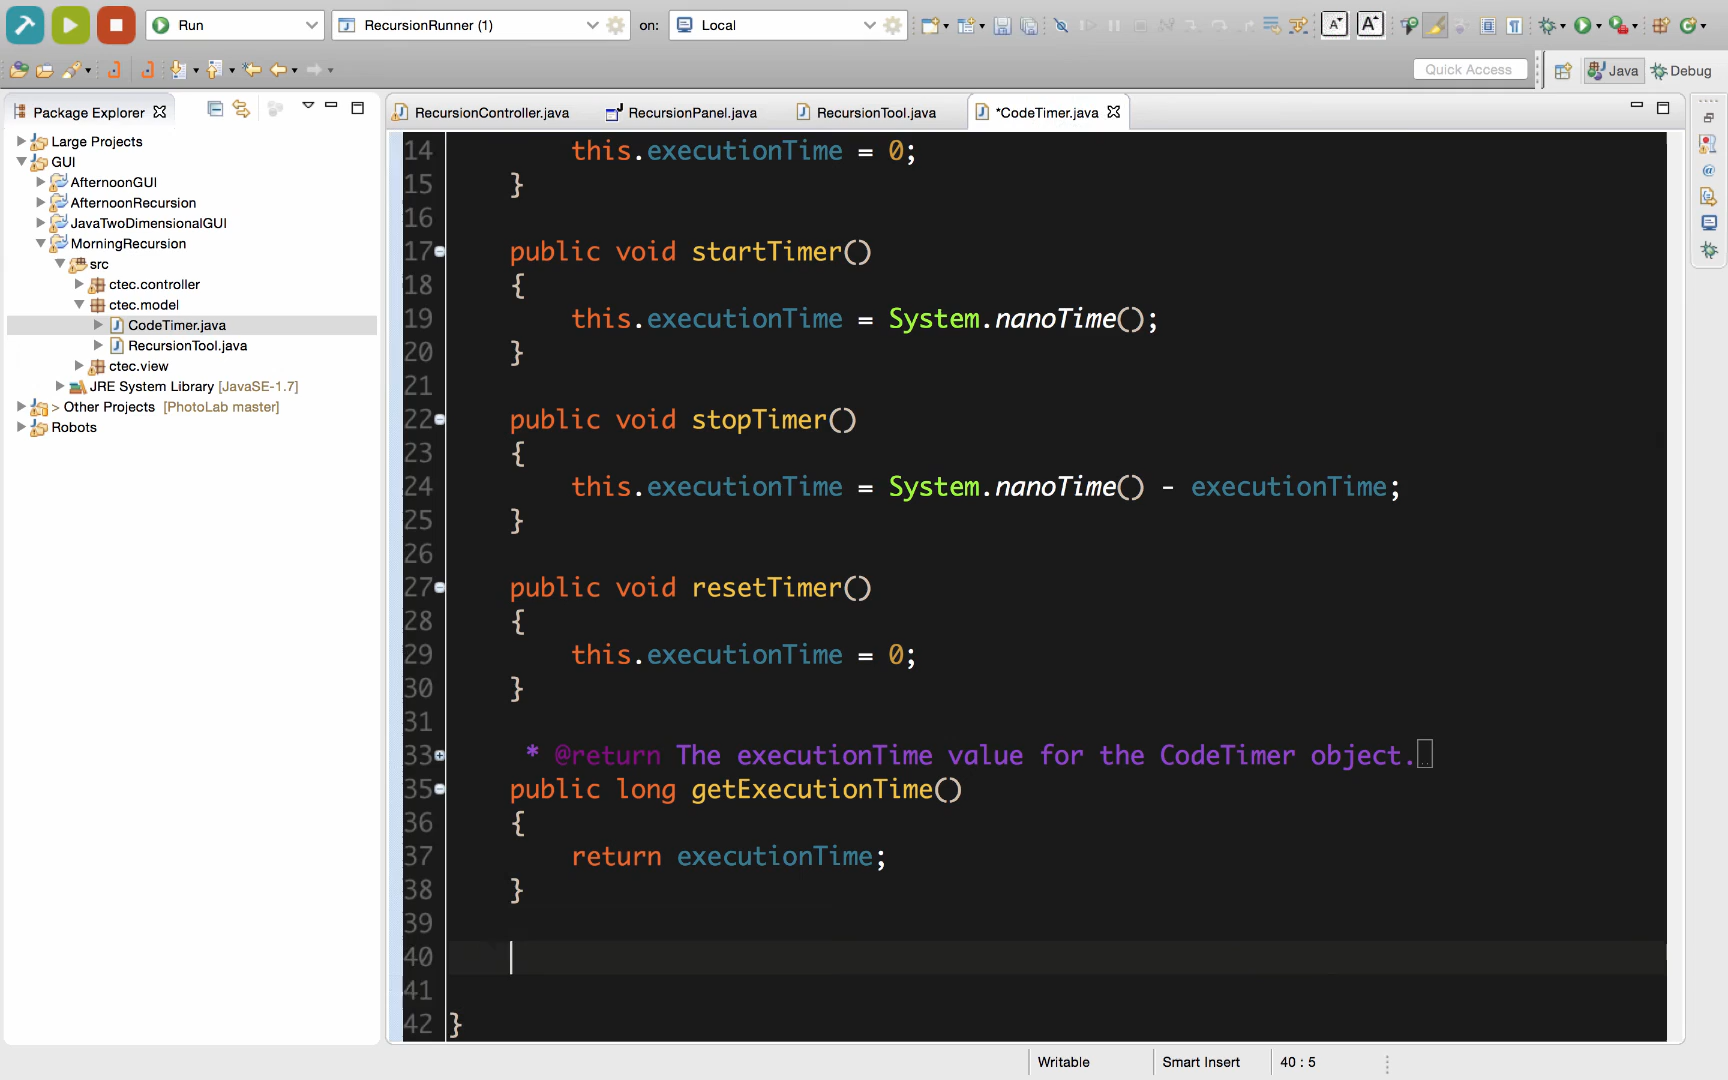 Run
RecursionRunner (1)
on:
Local
Quick Access
Java
Debug
Package Explorer
Large Projects
GUI
AfternoonGUI
AfternoonRecursion
JavaTwoDimensionalGUI
MorningRecursion
src
ctec.controller
ctec.model
CodeTimer.java
RecursionTool.java
ctec.view
JRE System Library [JavaSE-1.7]
> Other Projects [PhotoLab master]
Robots
RecursionController.java
RecursionPanel.java
RecursionTool.java
*CodeTimer.java
14 this.executionTime = 0;
15 }
16
17 public void startTimer()
18 {
19 this.executionTime = System.nanoTime();
20 }
21
22 public void stopTimer()
23 {
24 this.executionTime = System.nanoTime() - executionTime;
25 }
26
27 public void resetTimer()
28 {
29 this.executionTime = 0;
30 }
31
33 * @return The executionTime value for the CodeTimer object.
35 public long getExecutionTime()
36 {
37 return executionTime;
38 }
39
40
41
42 }
Writable
Smart Insert
40 : 5